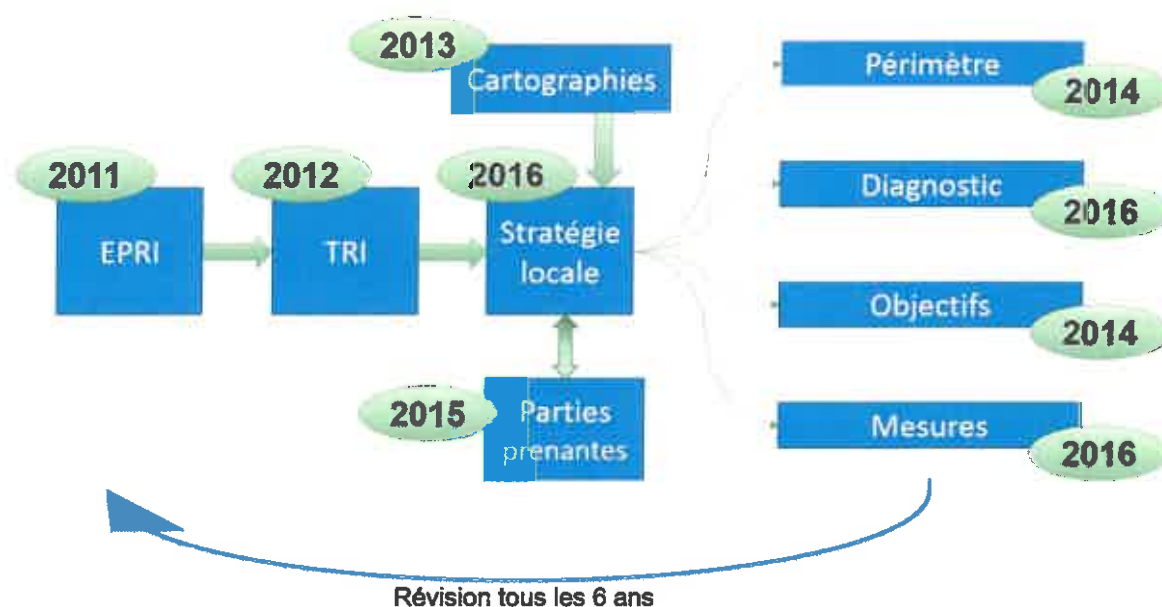 2013
Cartographies
Périmètre
2014
2011
EPRI
2012
TRI
2016
Stratégie
locale
Diagnostic
2016
Objectifs
2014
2015
Parties
prenantes
Mesures
2016
Révision tous les 6 ans